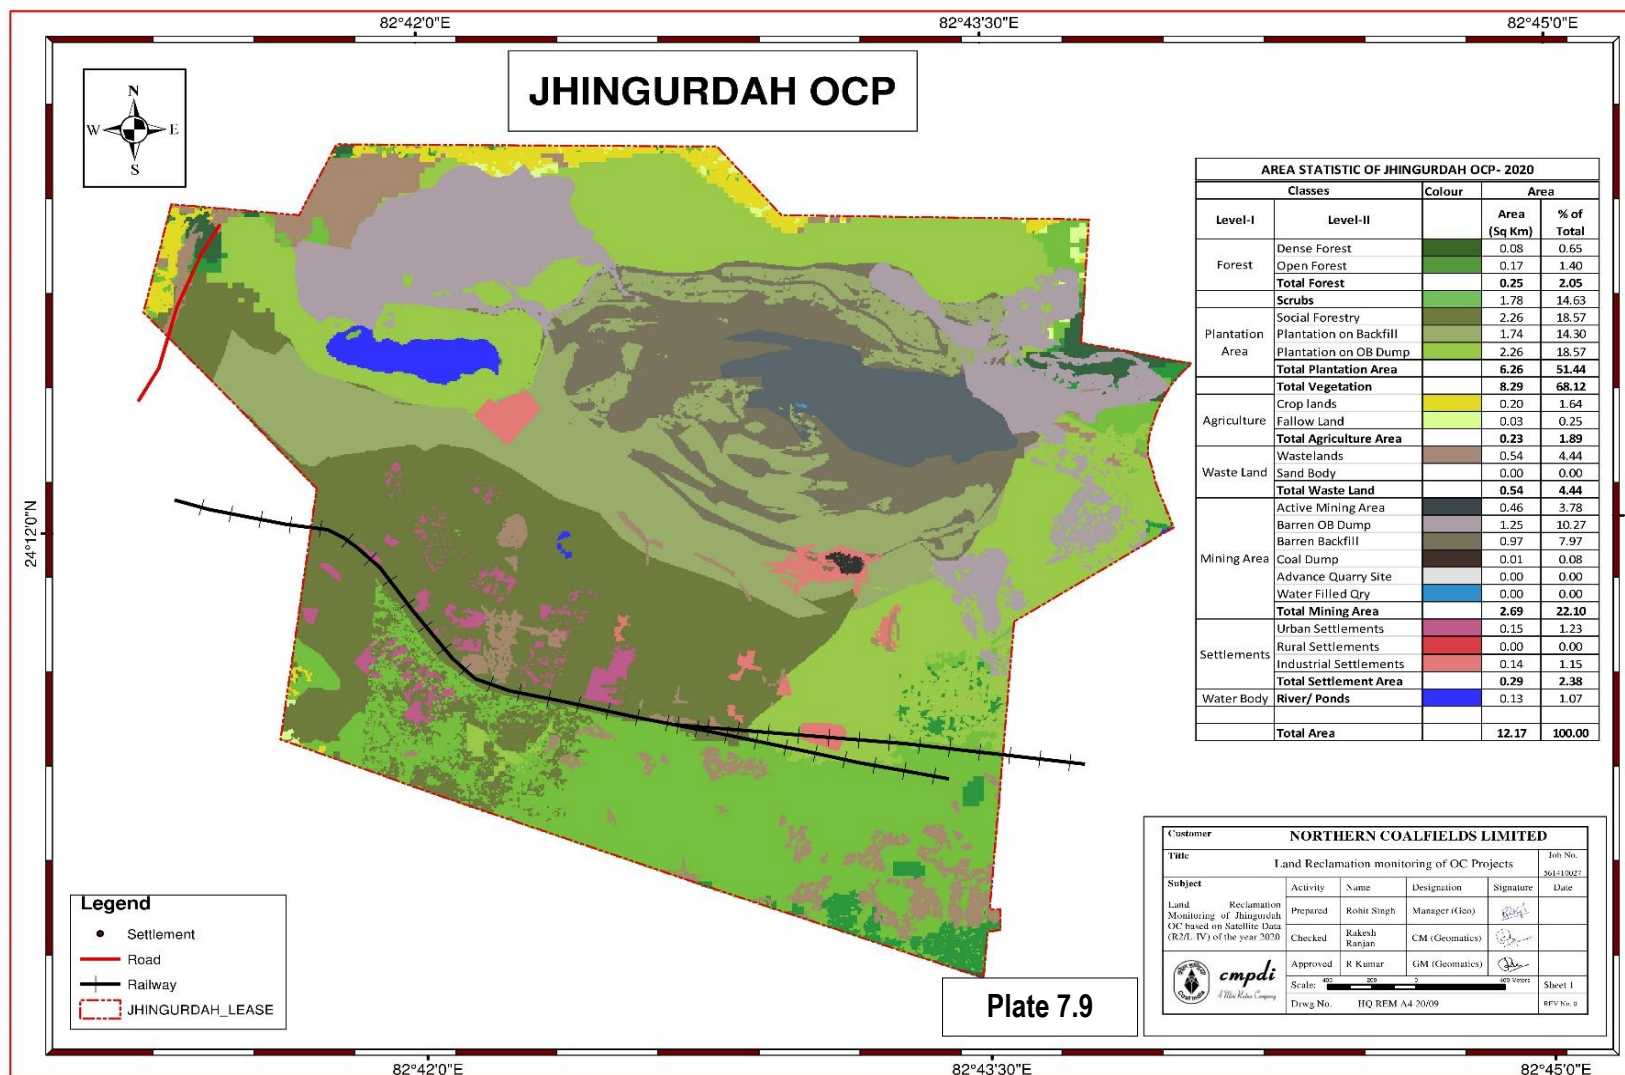 82°42'0"E 82°43'30"E 82°45'0"E
JHINGURDAH OCP
N
W E
S
24°12'0"N
AREA STATISTIC OF JHINGURDAH OCP- 2020
Classes Colour Area
Level-I Level-II Area (Sq Km) % of Total
Forest
Dense Forest 0.08 0.65
Open Forest 0.17 1.40
Total Forest 0.25 2.05
Scrubs 1.78 14.63
Plantation Area
Social Forestry 2.26 18.57
Plantation on Backfill 1.74 14.30
Plantation on OB Dump 2.26 18.57
Total Plantation Area 6.26 51.44
Total Vegetation 8.29 68.12
Agriculture
Crop lands 0.20 1.64
Fallow Land 0.03 0.25
Total Agriculture Area 0.23 1.89
Waste Land
Wastelands 0.54 4.44
Sand Body 0.00 0.00
Total Waste Land 0.54 4.44
Mining Area
Active Mining Area 0.46 3.78
Barren OB Dump 1.25 10.27
Barren Backfill 0.97 7.97
Coal Dump 0.01 0.08
Advance Quarry Site 0.00 0.00
Water Filled Qry 0.00 0.00
Total Mining Area 2.69 22.10
Settlements
Urban Settlements 0.15 1.23
Rural Settlements 0.00 0.00
Industrial Settlements 0.14 1.15
Total Settlement Area 0.29 2.38
Water Body River/ Ponds 0.13 1.07
Total Area 12.17 100.00
Legend
Settlement
Road
Railway
JHINGURDAH_LEASE
Plate 7.9
Customer NORTHERN COALFIELDS LIMITED
Title Land Reclamation monitoring of OC Projects Job No. 561410027
Subject Activity Name Designation Signature Date
Land Reclamation
Monitoring of Jhingurdah
OC based on Satellite Data
(R2/L-IV) of the year 2020
Prepared Rohit Singh Manager (Geo)
Checked Rakesh Ranjan CM (Geomatics)
Approved R Kumar GM (Geomatics)
Coal India
cmpdi
A Mini Ratna Company
Scale: 400 200 0 400 Meters Sheet 1
Drwg No. HQ REM A4 20/09 REV No. 0
82°42'0"E 82°43'30"E 82°45'0"E